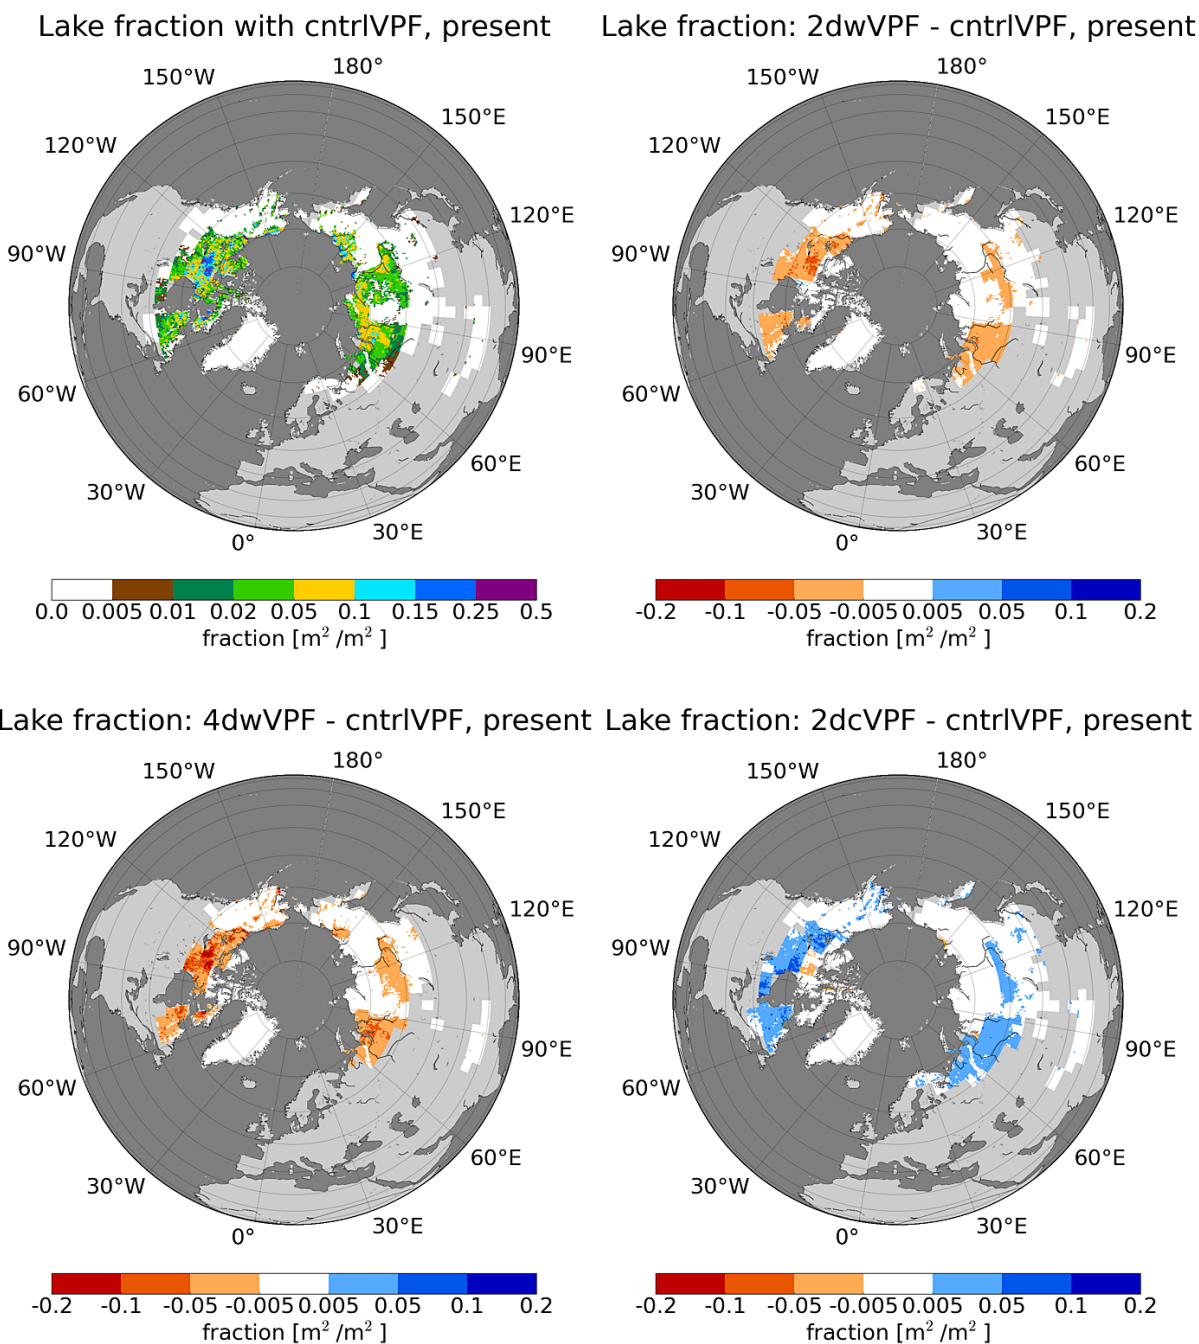 Lake fraction with cntrlVPF, present
180°
150°W
150°E
120°W
120°E
90°W
90°E
60°W
60°E
30°W
30°E
0°
0.0 0.005 0.01 0.02 0.05 0.1 0.15 0.25 0.5
fraction [m² /m² ]
Lake fraction: 2dwVPF - cntrlVPF, present
180°
150°W
150°E
120°W
120°E
90°W
90°E
60°W
60°E
30°W
30°E
0°
-0.2 -0.1 -0.05 -0.005 0.005 0.05 0.1 0.2
fraction [m² /m² ]
Lake fraction: 4dwVPF - cntrlVPF, present
180°
150°W
150°E
120°W
120°E
90°W
90°E
60°W
60°E
30°W
30°E
0°
-0.2 -0.1 -0.05 -0.005 0.005 0.05 0.1 0.2
fraction [m² /m² ]
Lake fraction: 2dcVPF - cntrlVPF, present
180°
150°W
150°E
120°W
120°E
90°W
90°E
60°W
60°E
30°W
30°E
0°
-0.2 -0.1 -0.05 -0.005 0.005 0.05 0.1 0.2
fraction [m² /m² ]